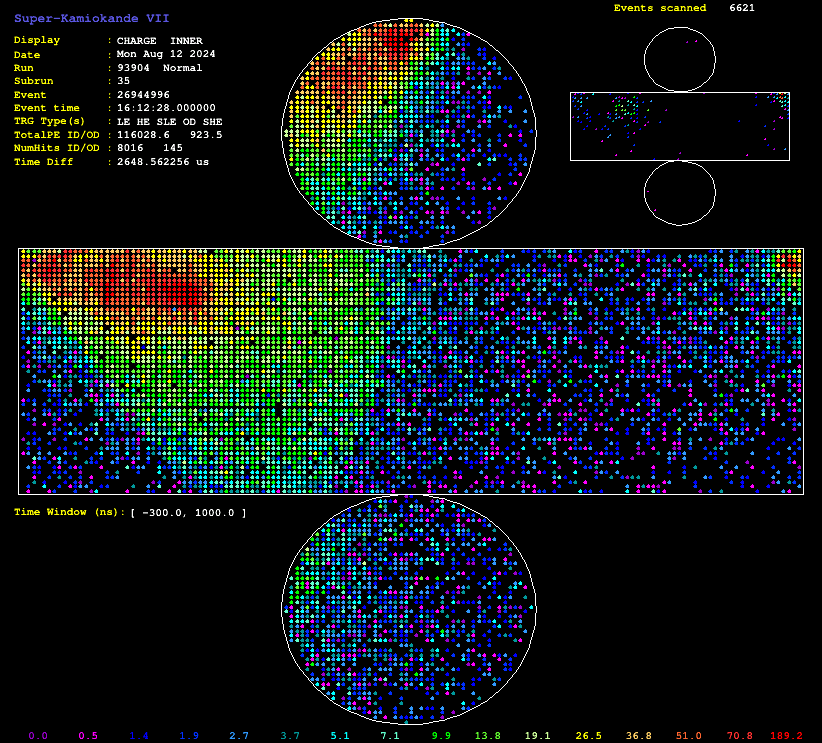 Super-Kamiokande VII
Events scanned 6621
Display : CHARGE INNER
Date : Mon Aug 12 2024
Run : 93904 Normal
Subrun : 35
Event : 26944996
Event time : 16:12:28.000000
TRG Type(s) : LE HE SLE OD SHE
TotalPE ID/OD : 116028.6 923.5
NumHits ID/OD : 8016 145
Time Diff : 2648.562256 us
Time Window (ns): [ -300.0, 1000.0 ]
0.0 0.5 1.4 1.9 2.7 3.7 5.1 7.1 9.9 13.8 19.1 26.5 36.8 51.0 70.8 189.2